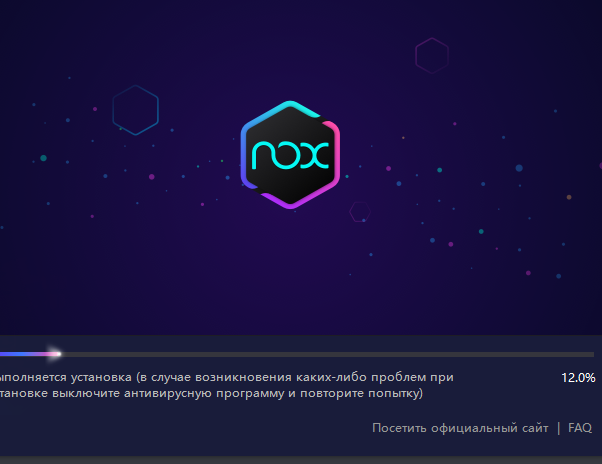 nox
ыполняется установка (в случае возникновения каких-либо проблем при
12.0%
тановке выключите антивирусную программу и повторите попытку)
Посетить официальный сайт | FAQ